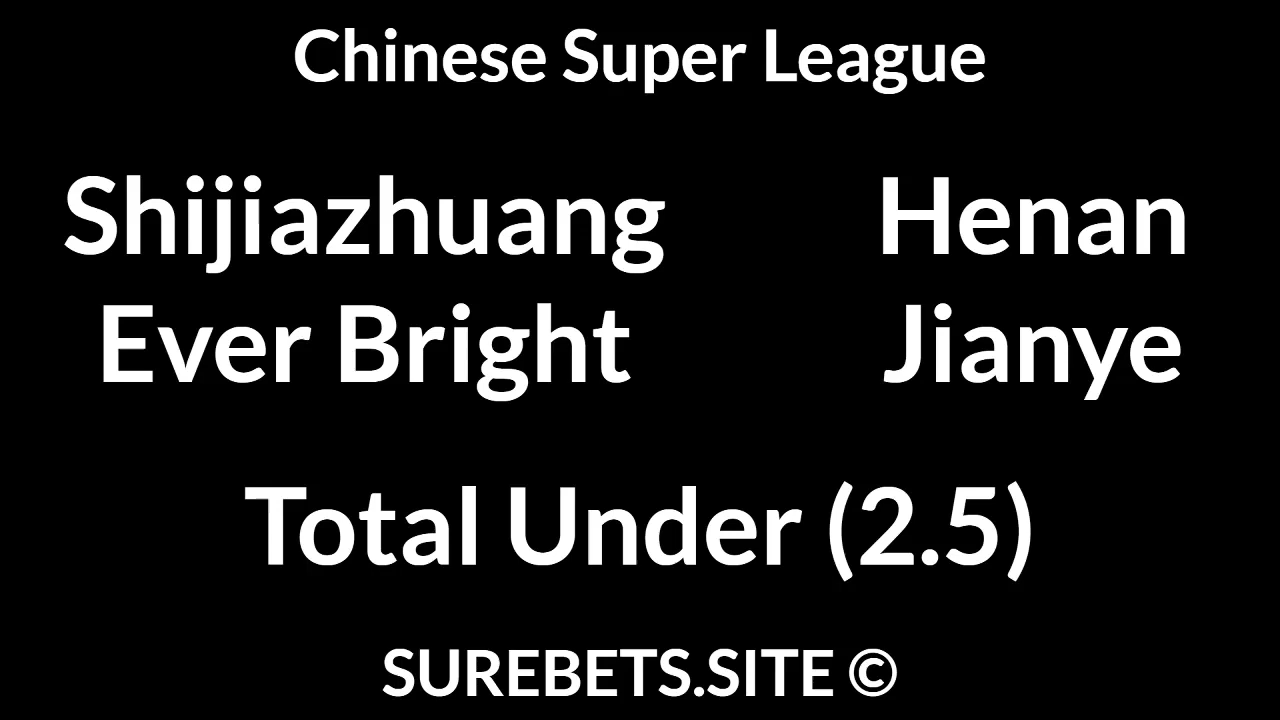 Chinese Super League
Shijiazhuang
Ever Bright
Henan
Jianye
Total Under (2.5)
SUREBETS.SITE ©